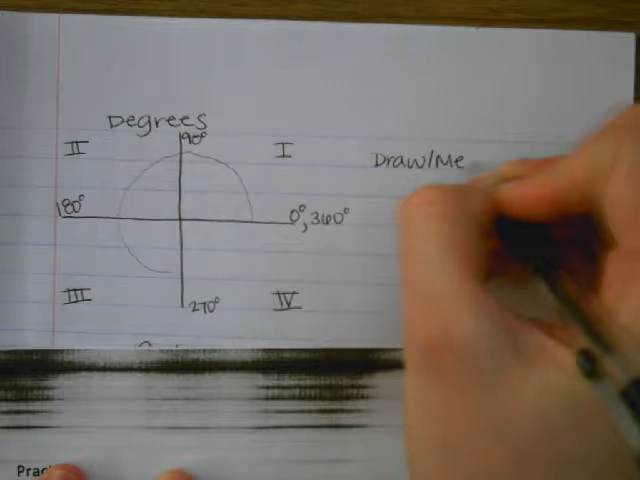 Degrees
90°
II
I
Draw/Me
180°
0°, 360°
III
270°
IV